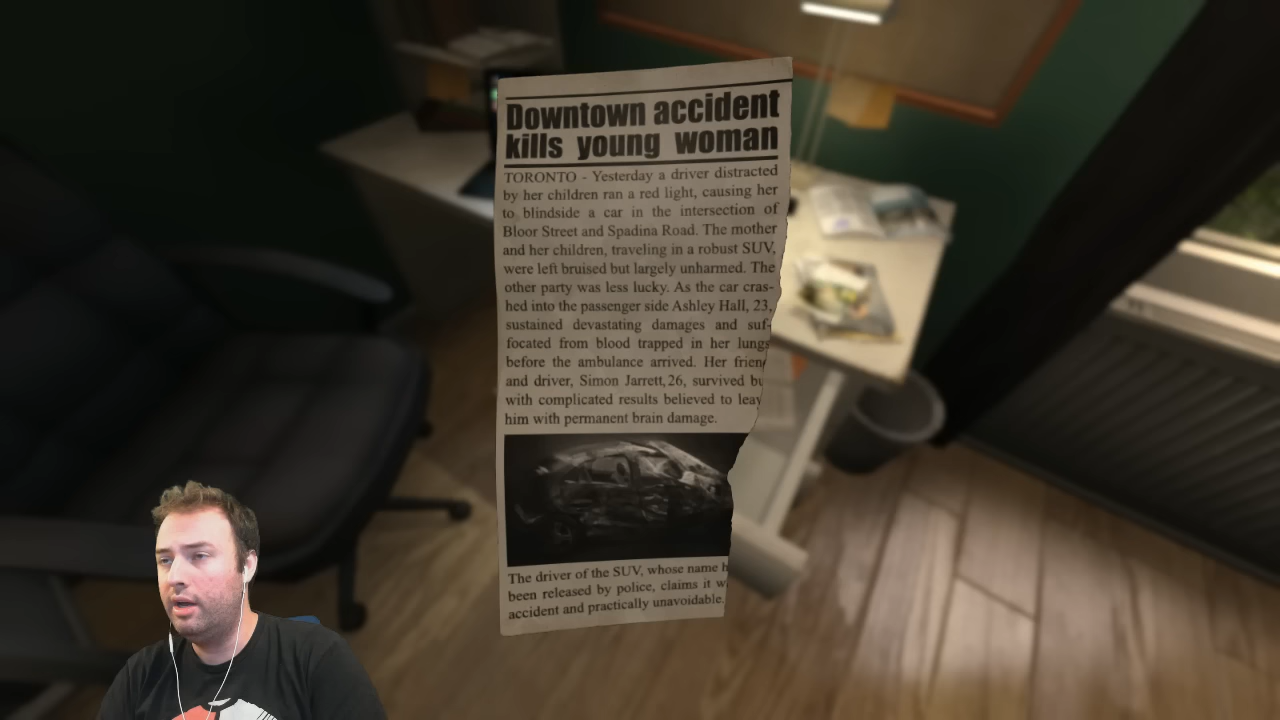 Downtown accident
kills young woman
TORONTO - Yesterday a driver distracted
by her children ran a red light, causing her
to blindside a car in the intersection of
Bloor Street and Spadina Road. The mother
and her children, traveling in a robust SUV,
were left bruised but largely unharmed. The
other party was less lucky. As the car cras-
hed into the passenger side Ashley Hall, 23,
sustained devastating damages and suf-
focated from blood trapped in her lungs
before the ambulance arrived. Her frien
and driver, Simon Jarrett, 26, survived bu
with complicated results believed to leav
him with permanent brain damage.
The driver of the SUV, whose name h
been released by police, claims it w
accident and practically unavoidable.